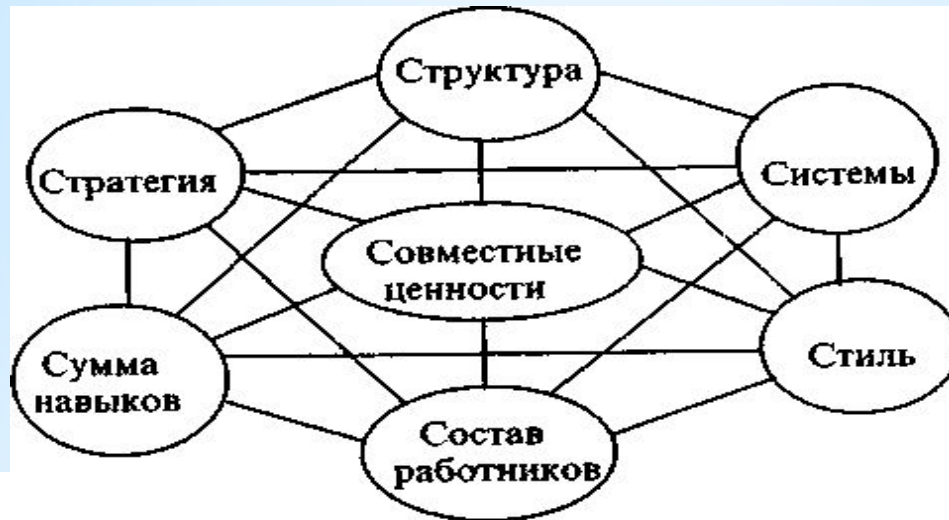 Структура
Стратегия
Системы
Совместные
ценности
Сумма
навыков
Стиль
Состав
работников